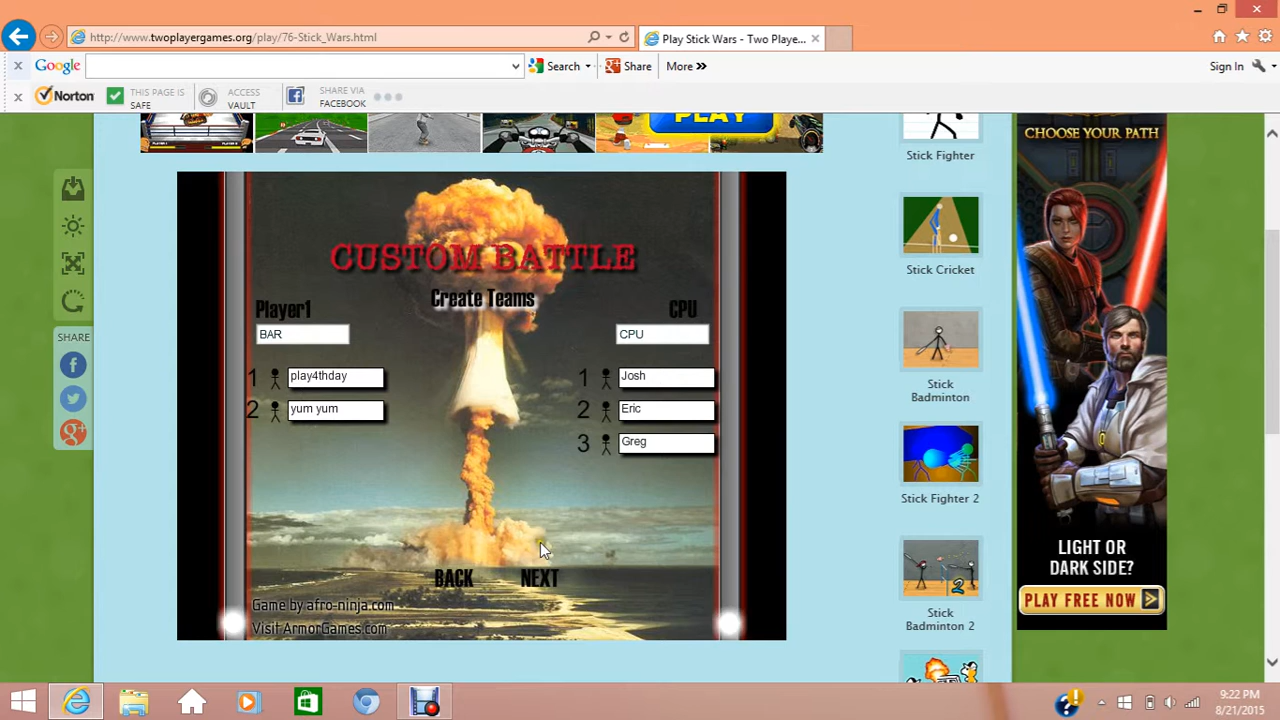 http://www.twoplayergames.org/play/76-Stick_Wars.html
Play Stick Wars - Two Playe...
Google
Search
Share
More »
Sign In
Norton
THIS PAGE IS SAFE
ACCESS VAULT
SHARE VIA FACEBOOK
PLAY
CUSTOM BATTLE
Create Teams
Player1
CPU
BAR
CPU
1 play4thday
2 yum yum
1 Josh
2 Eric
3 Greg
BACK
NEXT
Game by afro-ninja.com
Visit ArmorGames.com
SHARE
Stick Fighter
Stick Cricket
Stick Badminton
Stick Fighter 2
2
Stick Badminton 2
CHOOSE YOUR PATH
LIGHT OR
DARK SIDE?
PLAY FREE NOW
9:22 PM
8/21/2015